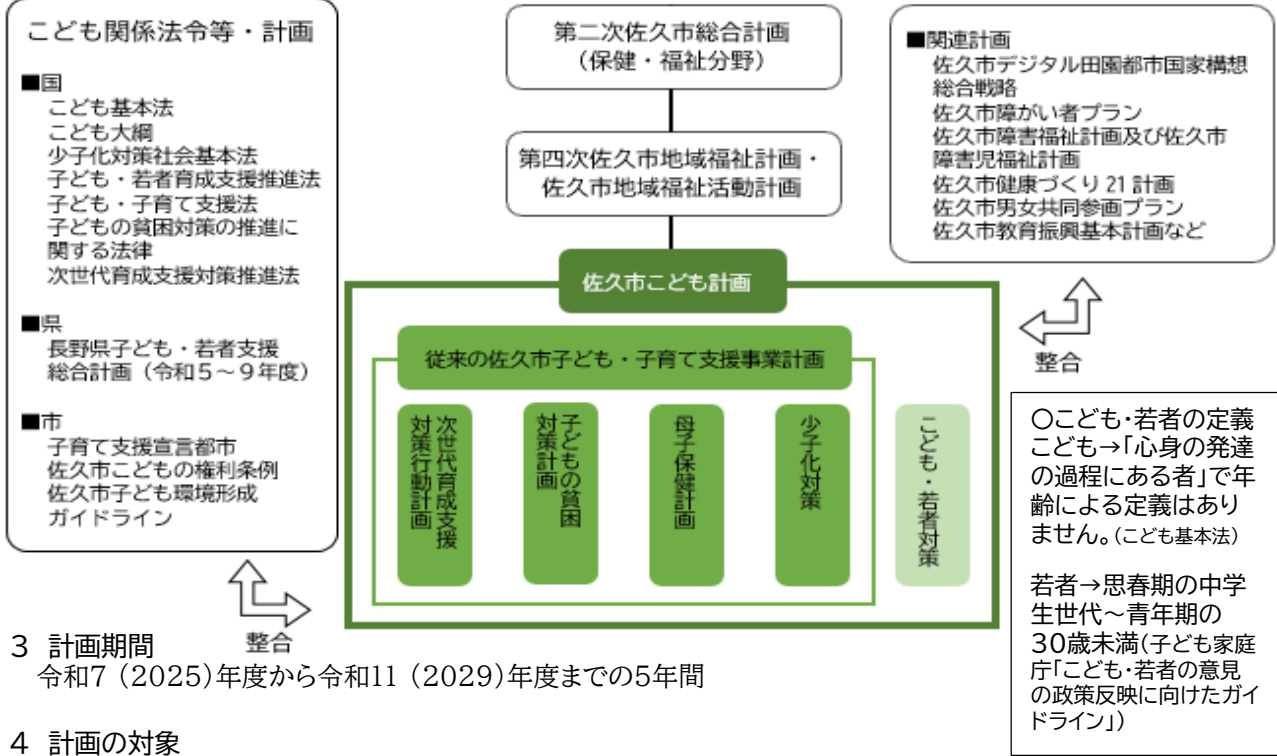 こども関係法令等・計画
■国
こども基本法
こども大綱
少子化対策社会基本法
子ども・若者育成支援推進法
子ども・子育て支援法
子どもの貧困対策の推進に
関する法律
次世代育成支援対策推進法
■県
長野県子ども・若者支援
総合計画（令和５～９年度）
■市
子育て支援宣言都市
佐久市こどもの権利条例
佐久市子ども環境形成
ガイドライン
整合
第二次佐久市総合計画
（保健・福祉分野）
第四次佐久市地域福祉計画・
佐久市地域福祉活動計画
佐久市こども計画
従来の佐久市子ども・子育て支援事業計画
次世代育成支援
対策行動計画
子どもの貧困
対策計画
母子保健計画
少子化対策
こども・若者対策
■関連計画
佐久市デジタル田園都市国家構想
総合戦略
佐久市障がい者プラン
佐久市障害福祉計画及び佐久市
障害児福祉計画
佐久市健康づくり 21 計画
佐久市男女共同参画プラン
佐久市教育振興基本計画など
整合
〇こども・若者の定義
こども→「心身の発達
の過程にある者」で年
齢による定義はあり
ません。（こども基本法）
若者→思春期の中学
生世代～青年期の
30歳未満（子ども家庭
庁「こども・若者の意見
の政策反映に向けたガイ
ドライン」）
３ 計画期間
令和7（2025）年度から令和11（2029）年度までの5年間
４ 計画の対象